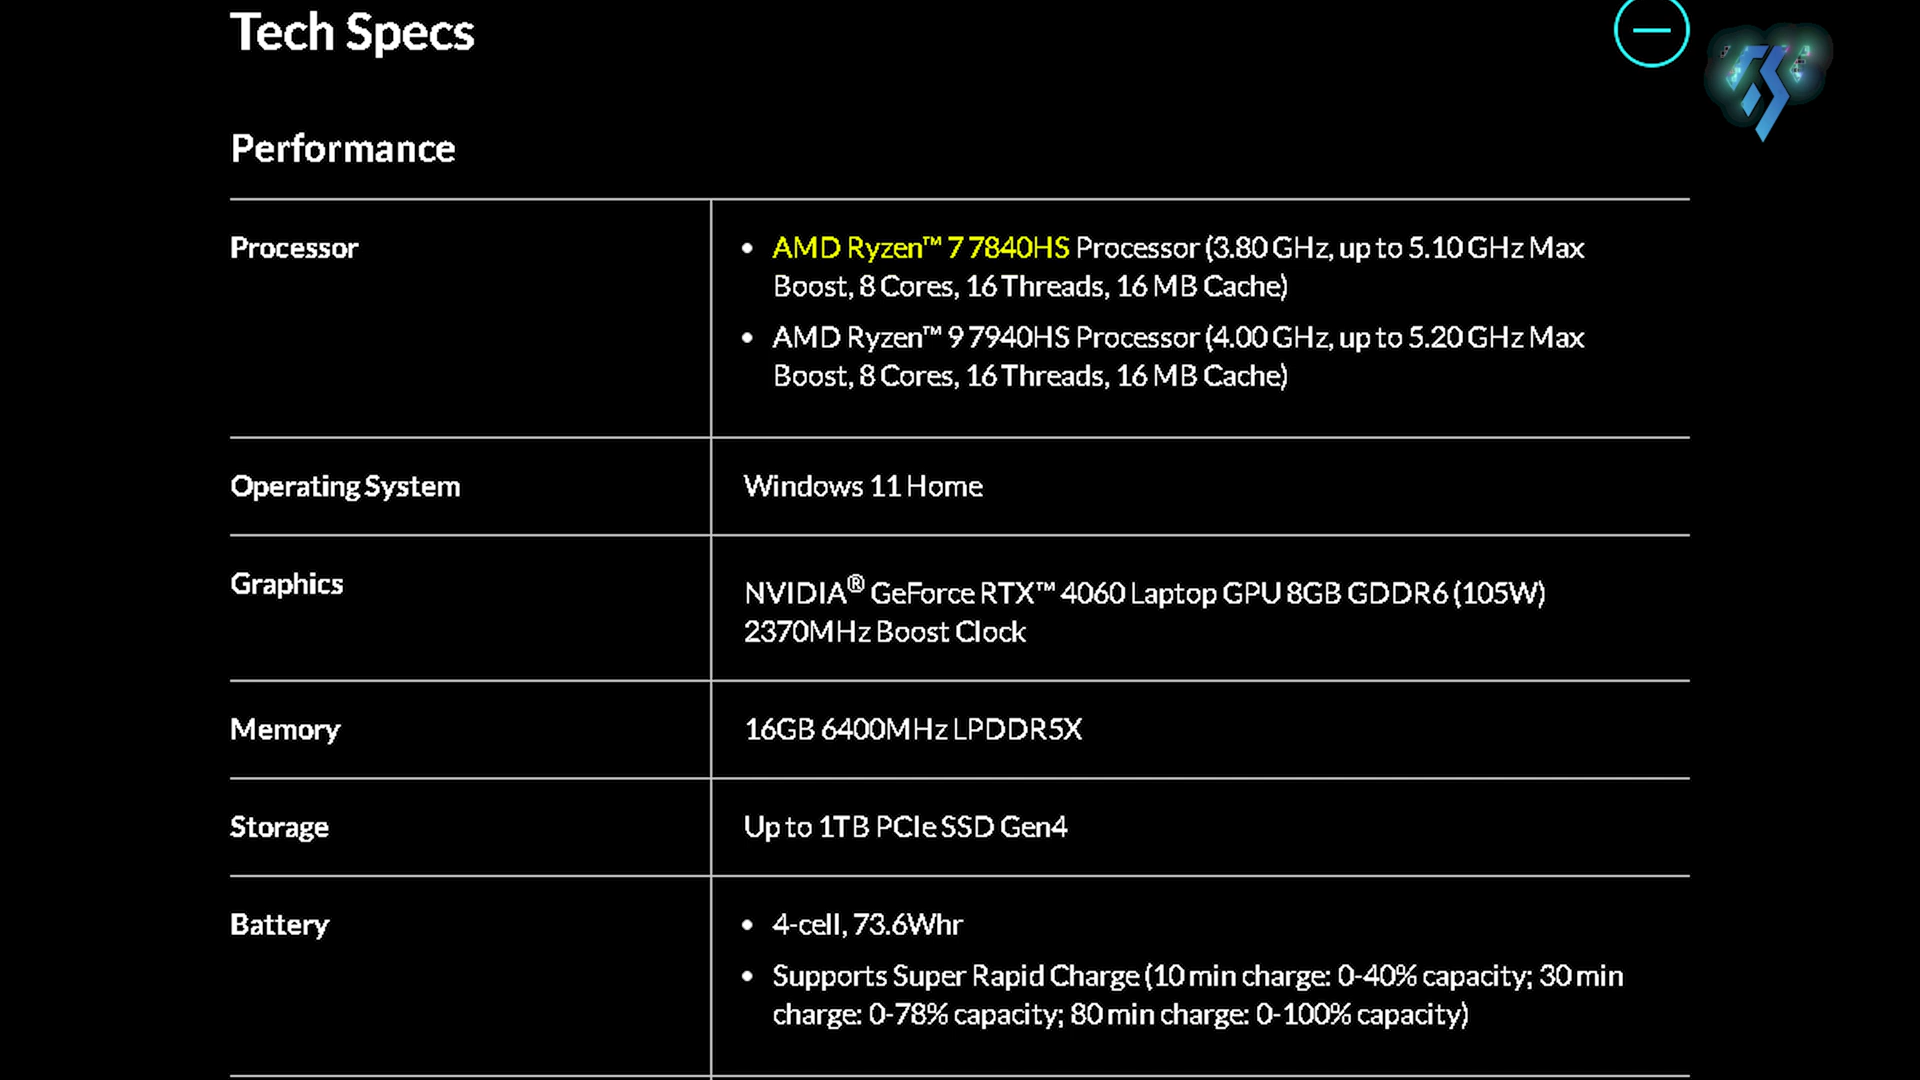 Tech Specs
Performance
Processor
• AMD Ryzen™ 7 7840HS Processor (3.80 GHz, up to 5.10 GHz Max
Boost, 8 Cores, 16 Threads, 16 MB Cache)
• AMD Ryzen™ 9 7940HS Processor (4.00 GHz, up to 5.20 GHz Max
Boost, 8 Cores, 16 Threads, 16 MB Cache)
Operating System
Windows 11 Home
Graphics
NVIDIA® GeForce RTX™ 4060 Laptop GPU 8GB GDDR6 (105W)
2370MHz Boost Clock
Memory
16GB 6400MHz LPDDR5X
Storage
Up to 1TB PCIe SSD Gen4
Battery
• 4-cell, 73.6Whr
• Supports Super Rapid Charge (10 min charge: 0-40% capacity; 30 min
charge: 0-78% capacity; 80 min charge: 0-100% capacity)